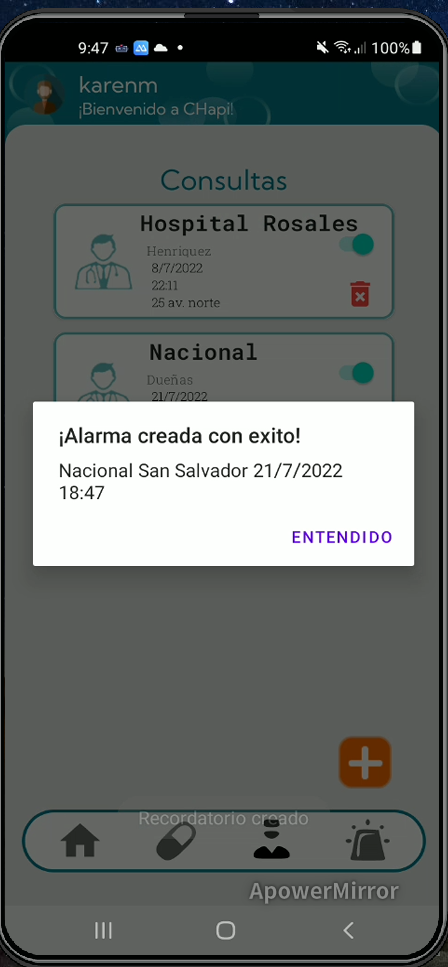 9:47
100%
karenm
¡Bienvenido a CHapi!
Consultas
Hospital Rosales
Henriquez
8/7/2022
22:11
25 av. norte
Nacional
Dueñas
21/7/2022
¡Alarma creada con exito!
Nacional San Salvador 21/7/2022
18:47
ENTENDIDO
Recordatorio creado
ApowerMirror